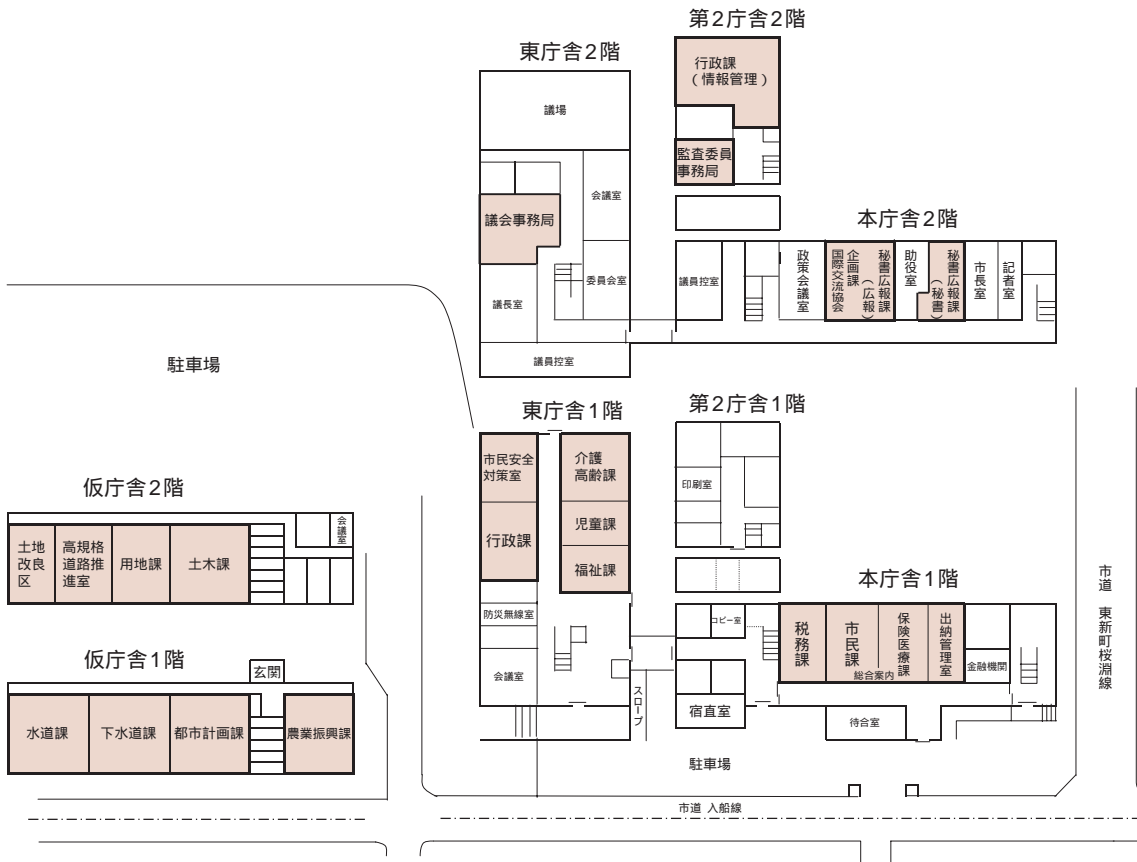 第2庁舎2階
行政課
（情報管理）
監査委員
事務局
東庁舎2階
議場
会議室
議会事務局
委員会室
議長室
議員控室
本庁舎2階
議員控室
政策会議室
国際交流協会
企画課
秘書広報課
（広報）
助役室
秘書広報課
（秘書）
市長室
記者室
駐車場
東庁舎1階
市民安全
対策室
行政課
介護
高齢課
児童課
福祉課
防災無線室
会議室
スロープ
第2庁舎1階
印刷室
本庁舎1階
コピー室
税務課
市民課
保険医療課
出納管理室
総合案内
金融機関
宿直室
待合室
駐車場
仮庁舎2階
土地
改良
区
高規格
道路推
進室
用地課
土木課
会議室
仮庁舎1階
玄関
水道課
下水道課
都市計画課
農業振興課
市道 入船線
市道 東新町桜淵線